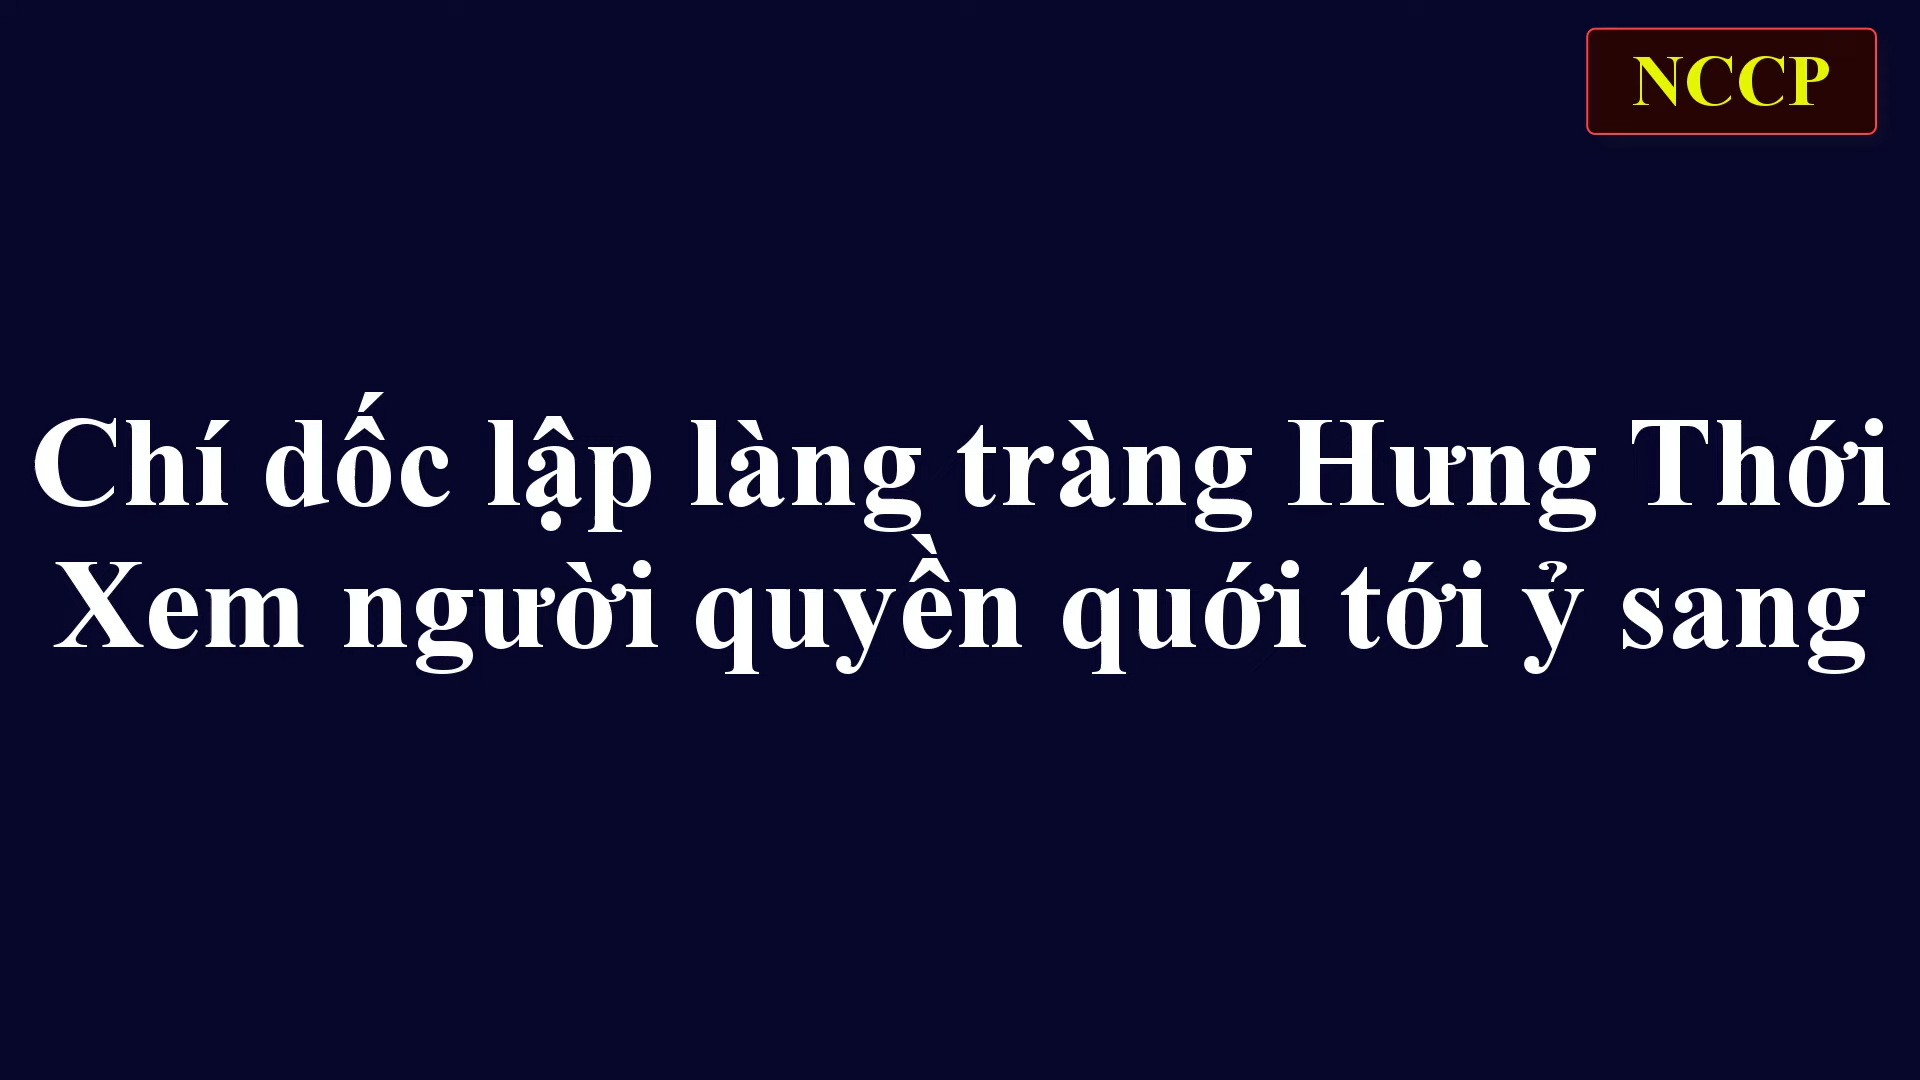 NCCP
Chí dốc lập làng tràng Hưng Thới
Xem người quyền quới tới ỷ sang